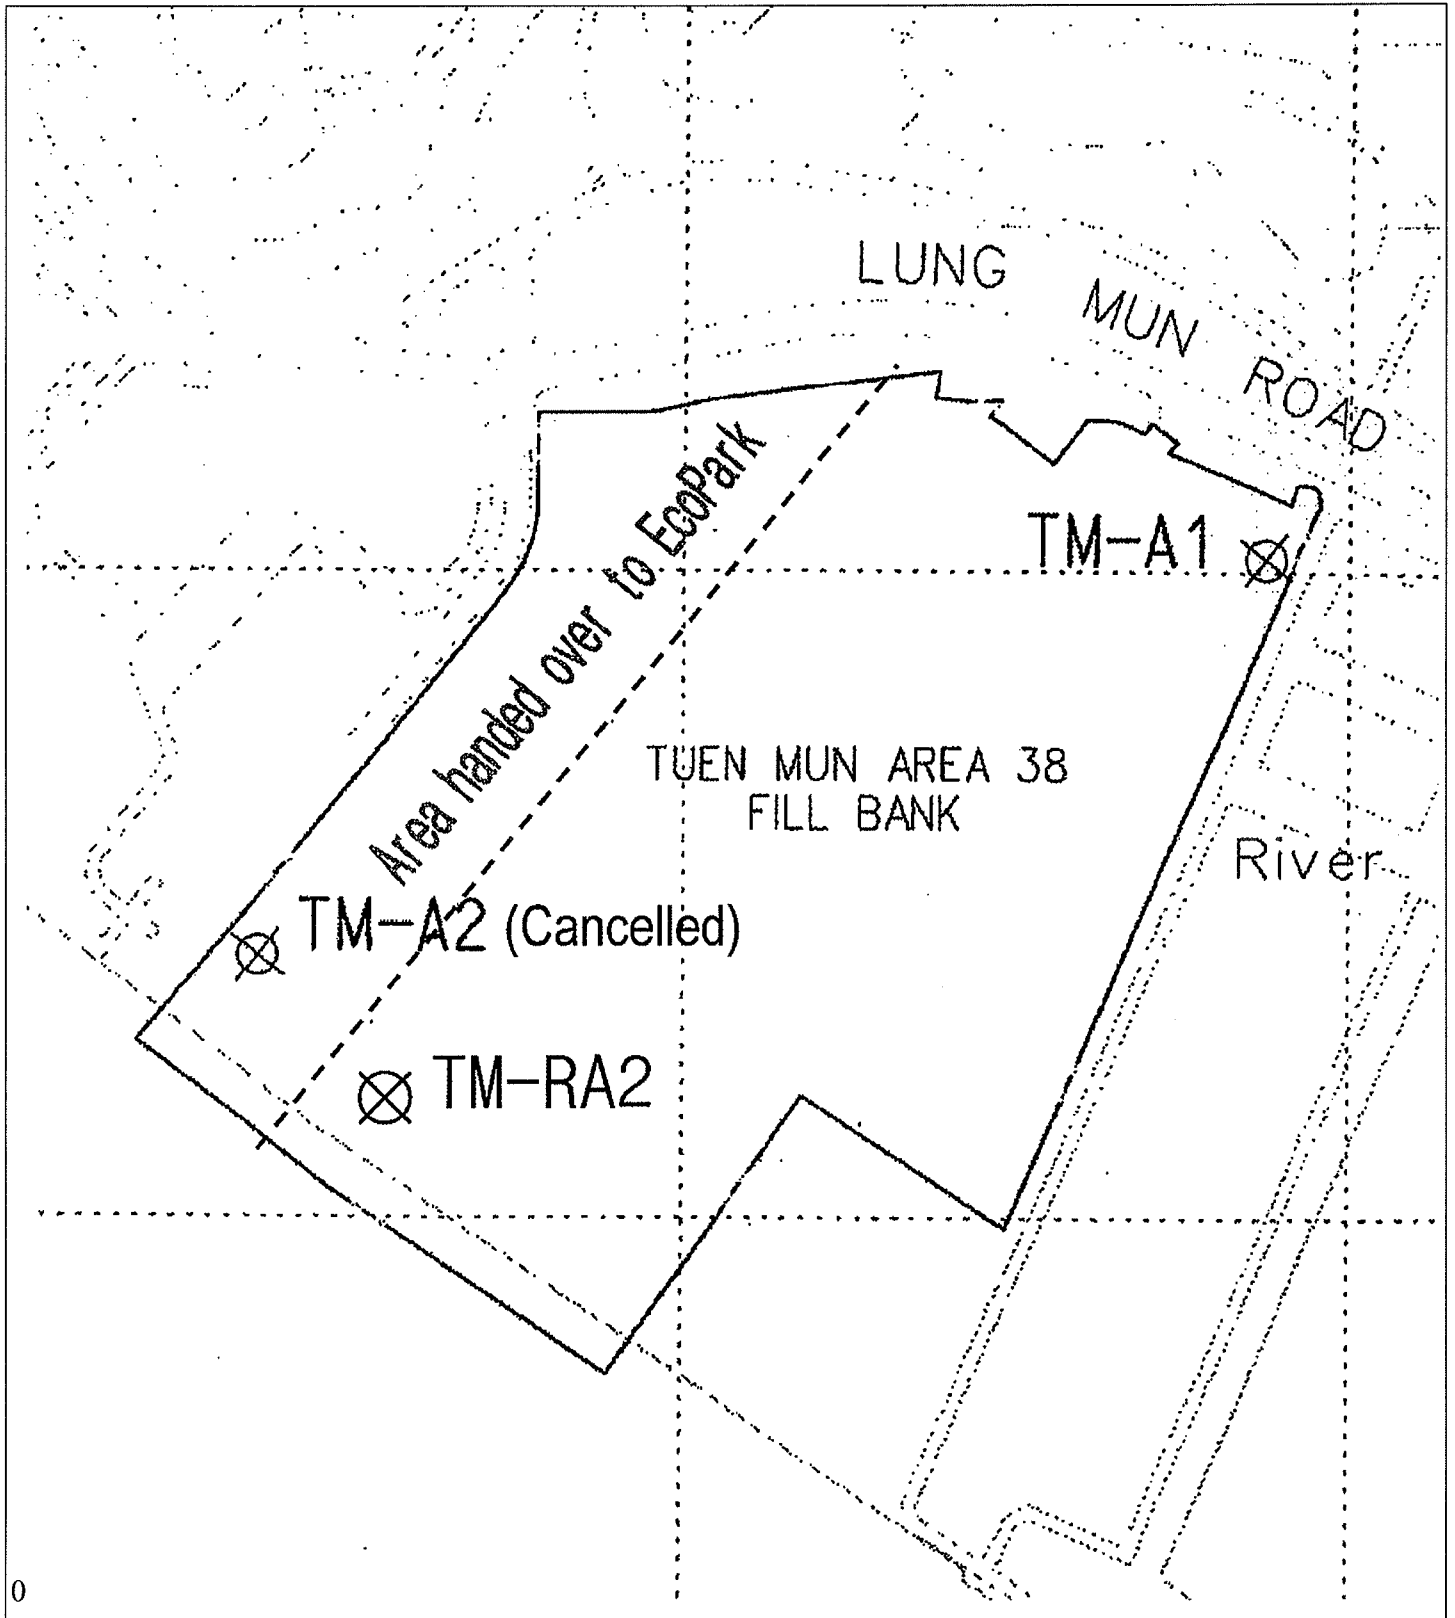 LUNG MUN ROAD
Area handed over to EcoPark
TM-A1
TUEN MUN AREA 38
FILL BANK
River
TM-A2 (Cancelled)
TM-RA2
0